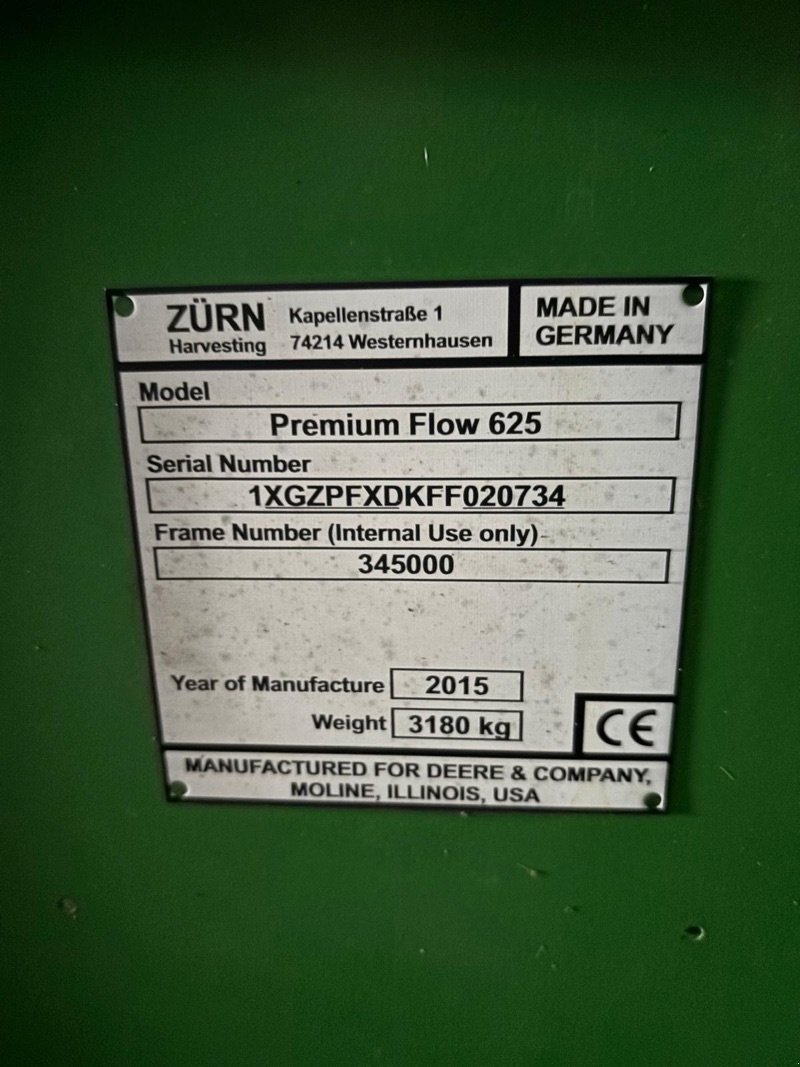 ZÜRN Harvesting
Kapellenstraße 1
74214 Westernhausen
MADE IN
GERMANY
Model
Premium Flow 625
Serial Number
1XGZPFXDKFF020734
Frame Number (Internal Use only)
345000
Year of Manufacture 2015
Weight 3180 kg
CE
MANUFACTURED FOR DEERE & COMPANY,
MOLINE, ILLINOIS, USA